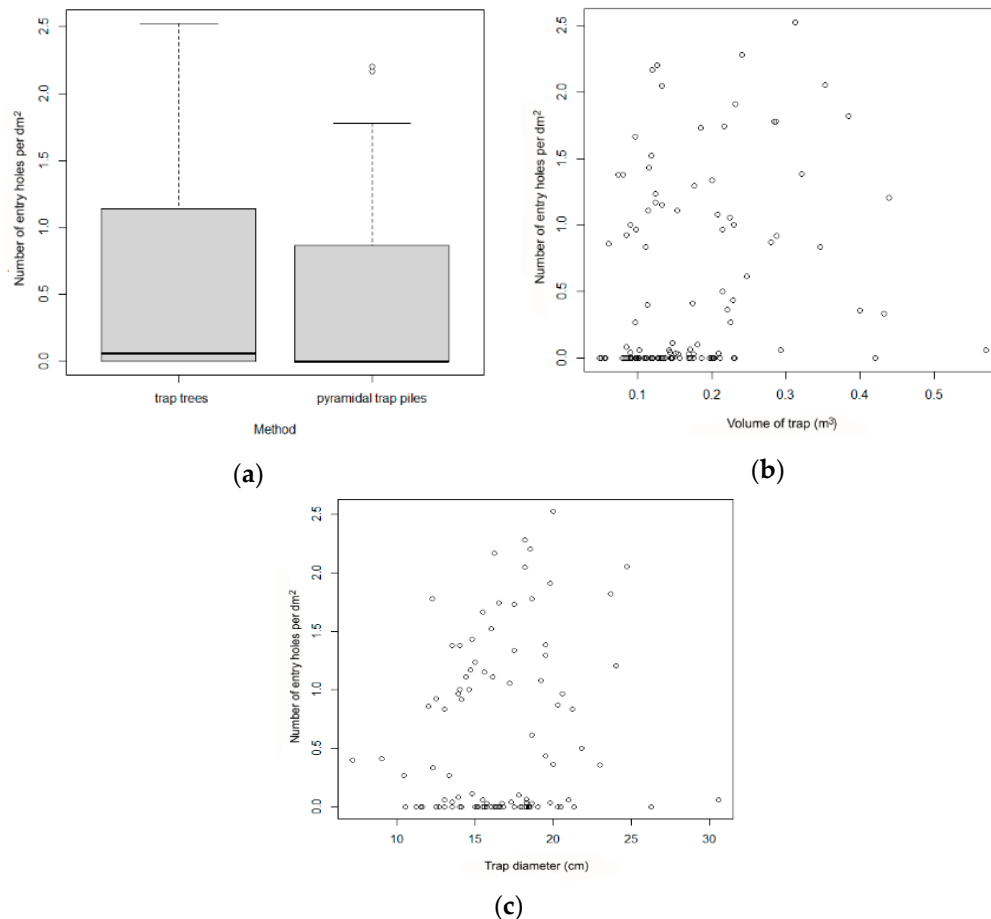 Number of entry holes per dm²
2.5
2.0
1.5
1.0
0.5
0.0
trap trees pyramidal trap piles
Method
(a)
Number of entry holes per dm²
2.5
2.0
1.5
1.0
0.5
0.0
0.1 0.2 0.3 0.4 0.5
Volume of trap (m³)
(b)
Number of entry holes per dm²
2.5
2.0
1.5
1.0
0.5
0.0
10 15 20 25 30
Trap diameter (cm)
(c)